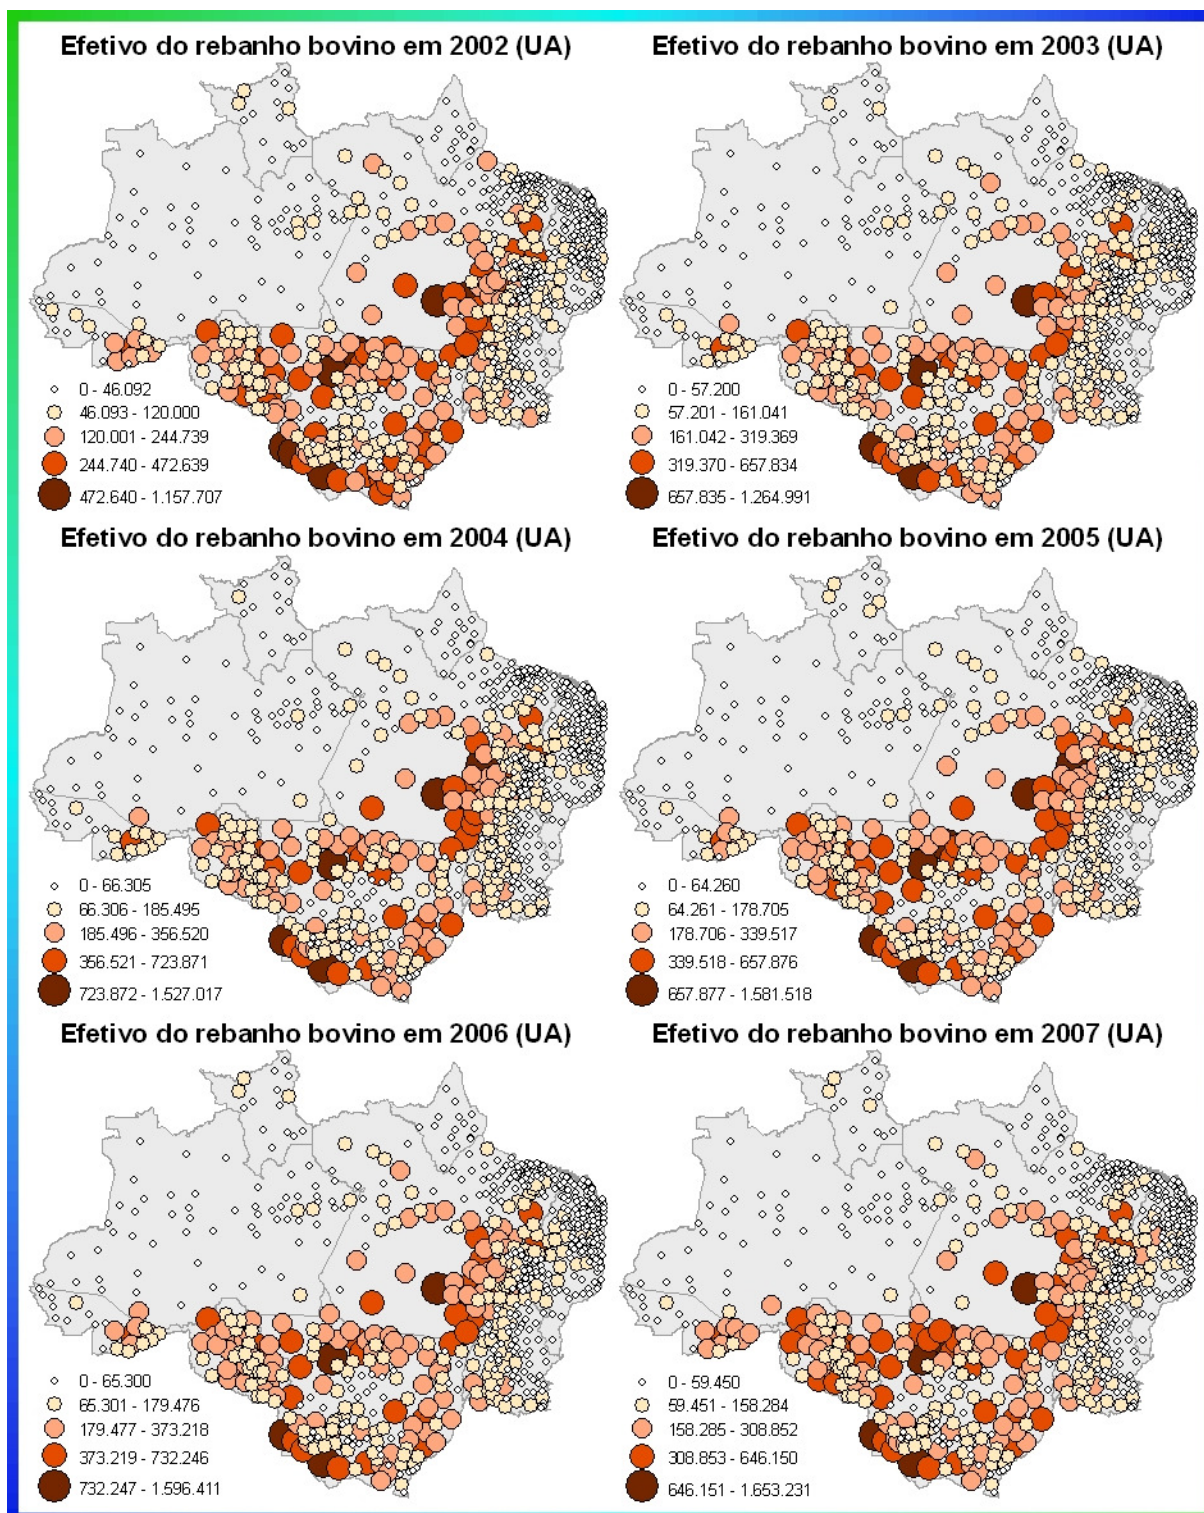 Efetivo do rebanho bovino em 2002 (UA)
0 - 46.092
46.093 - 120.000
120.001 - 244.739
244.740 - 472.639
472.640 - 1.157.707
Efetivo do rebanho bovino em 2003 (UA)
0 - 57.200
57.201 - 161.041
161.042 - 319.369
319.370 - 657.834
657.835 - 1.264.991
Efetivo do rebanho bovino em 2004 (UA)
0 - 66.305
66.306 - 185.495
185.496 - 356.520
356.521 - 723.871
723.872 - 1.527.017
Efetivo do rebanho bovino em 2005 (UA)
0 - 64.260
64.261 - 178.705
178.706 - 339.517
339.518 - 657.876
657.877 - 1.581.518
Efetivo do rebanho bovino em 2006 (UA)
0 - 65.300
65.301 - 179.476
179.477 - 373.218
373.219 - 732.246
732.247 - 1.596.411
Efetivo do rebanho bovino em 2007 (UA)
0 - 59.450
59.451 - 158.284
158.285 - 308.852
308.853 - 646.150
646.151 - 1.653.231